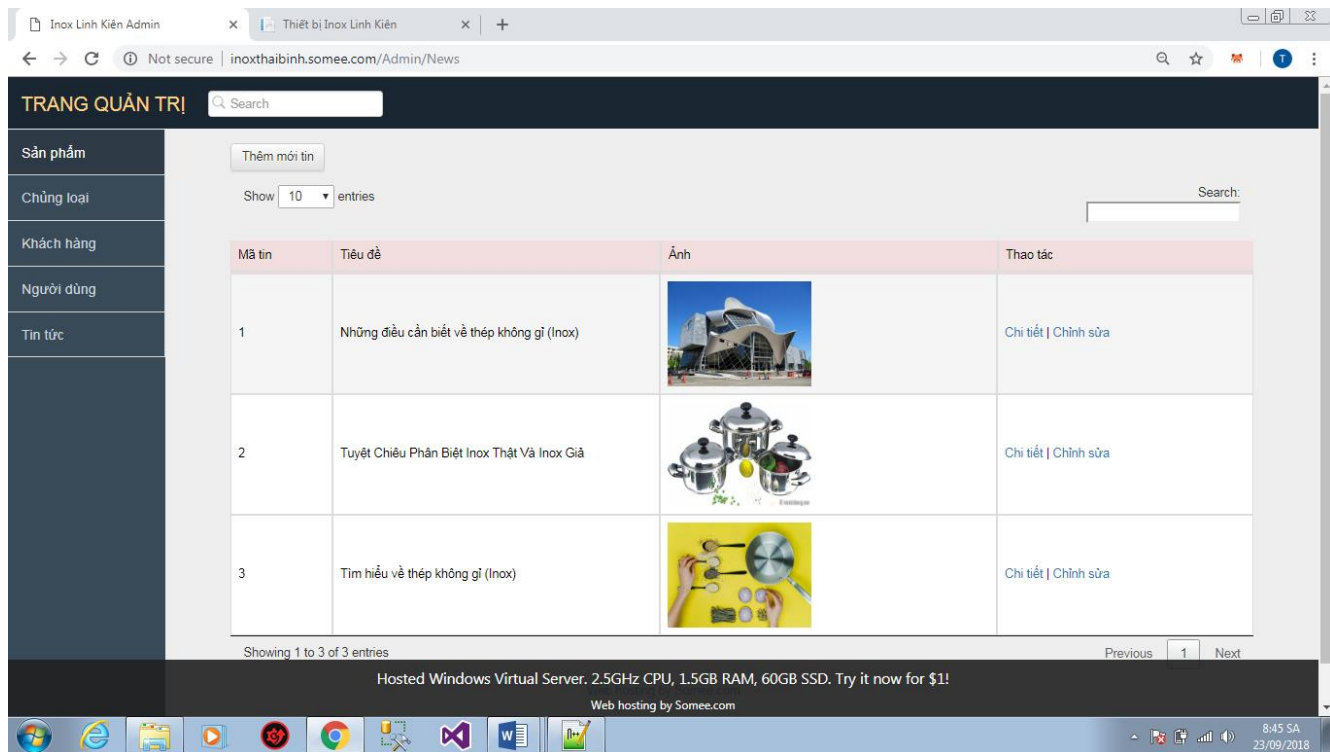 Inox Linh Kiên Admin
Thiết bị Inox Linh Kiên
Not secure | inoxthaibinh.somee.com/Admin/News
T
TRANG QUẢN TRỊ
Search
Sản phẩm
Chủng loại
Khách hàng
Người dùng
Tin tức
Thêm mới tin
Show 10 entries
Search:
Mã tin Tiêu đề Ảnh Thao tác
1 Những điều cần biết về thép không gỉ (Inox) Chi tiết | Chỉnh sửa
2 Tuyệt Chiêu Phân Biệt Inox Thật Và Inox Giả Chi tiết | Chỉnh sửa
3 Tìm hiểu về thép không gỉ (Inox) Chi tiết | Chỉnh sửa
Showing 1 to 3 of 3 entries
Previous 1 Next
Hosted Windows Virtual Server. 2.5GHz CPU, 1.5GB RAM, 60GB SSD. Try it now for $1!
Web hosting by Somee.com
8:45 SA
23/09/2018